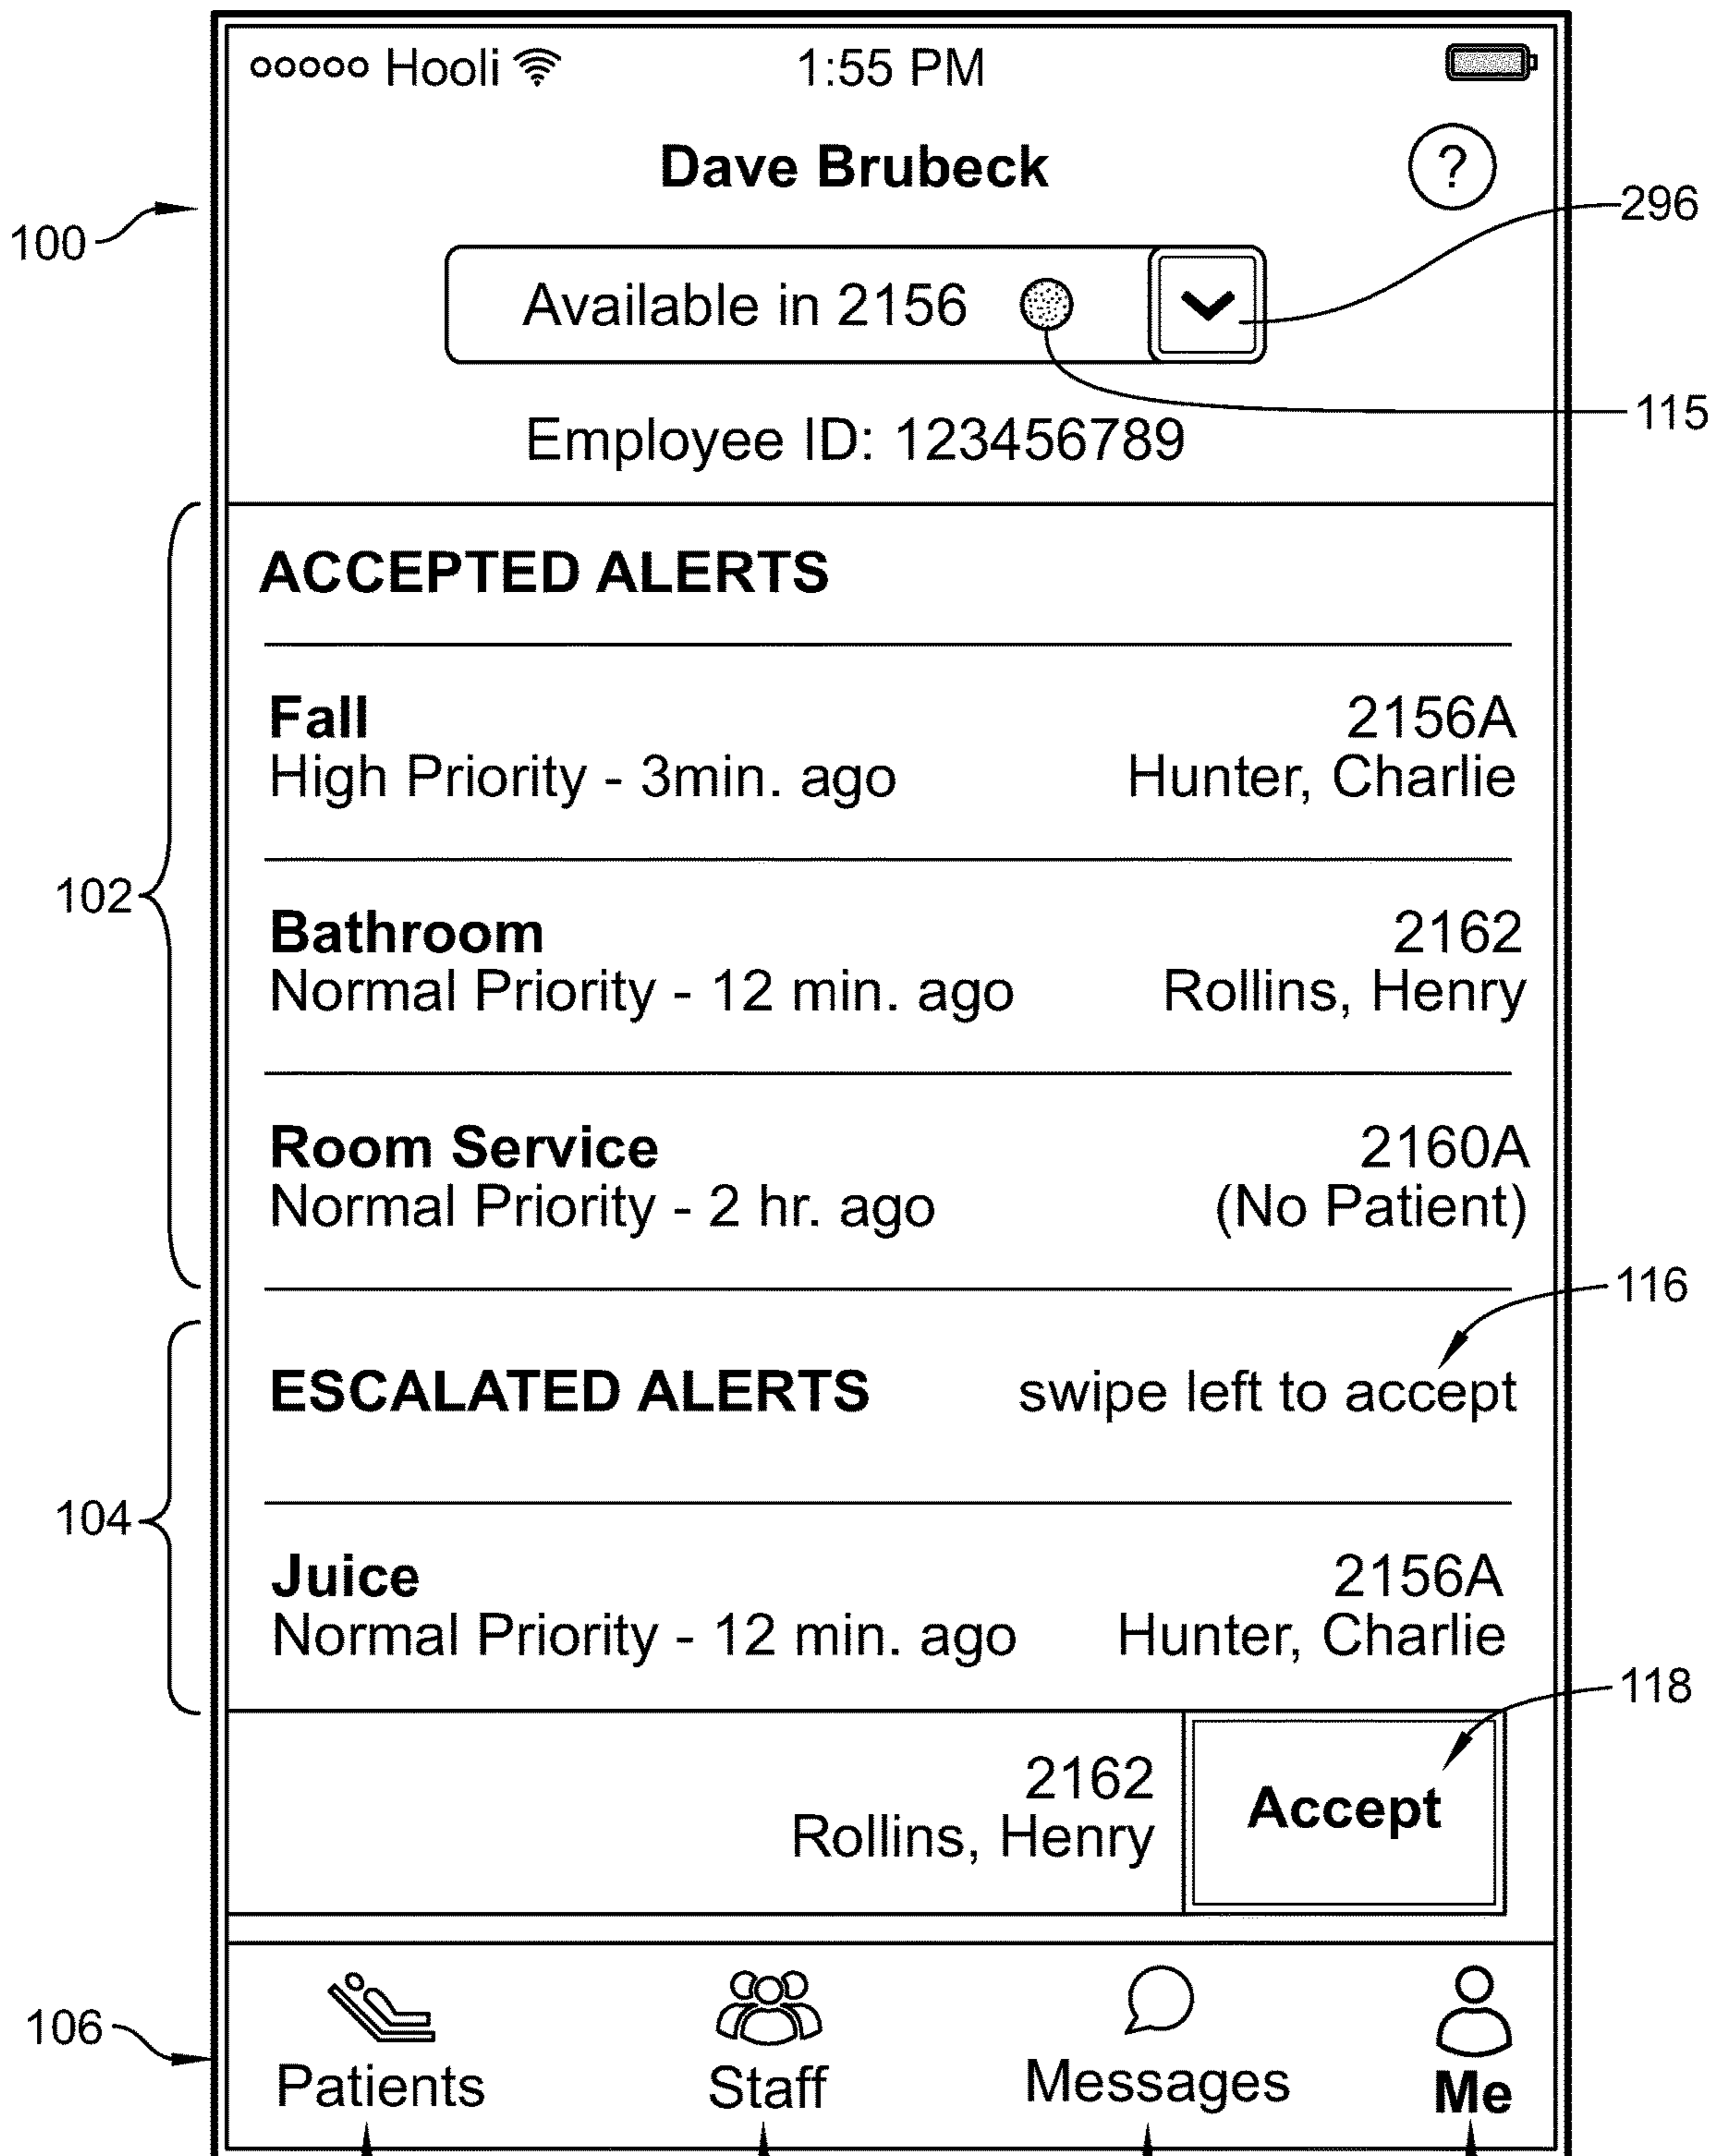 Hooli 1:55 PM
Dave Brubeck ?
100
296
Available in 2156
115
Employee ID: 123456789
ACCEPTED ALERTS
Fall 2156A
High Priority - 3min. ago Hunter, Charlie
102
Bathroom 2162
Normal Priority - 12 min. ago Rollins, Henry
Room Service 2160A
Normal Priority - 2 hr. ago (No Patient)
116
ESCALATED ALERTS swipe left to accept
104
Juice 2156A
Normal Priority - 12 min. ago Hunter, Charlie
118
2162
Rollins, Henry
Accept
106
Patients Staff Messages Me